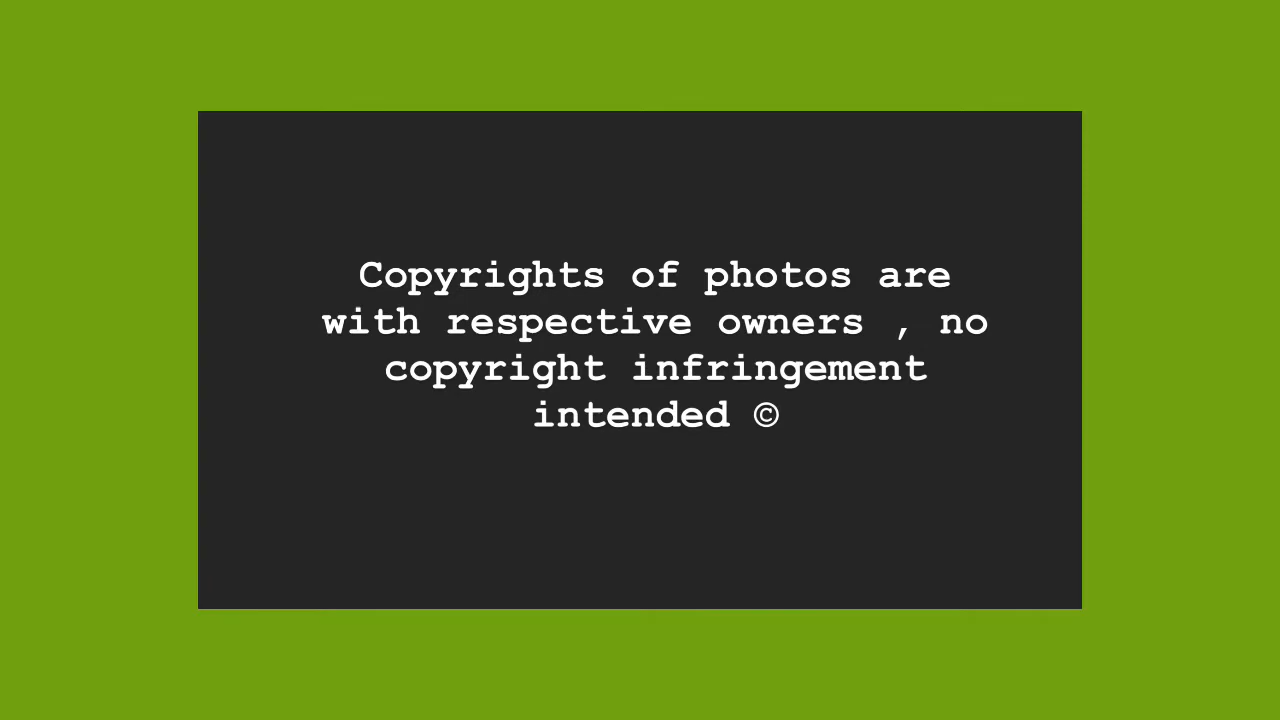 Copyrights of photos are
with respective owners , no
copyright infringement
intended ©